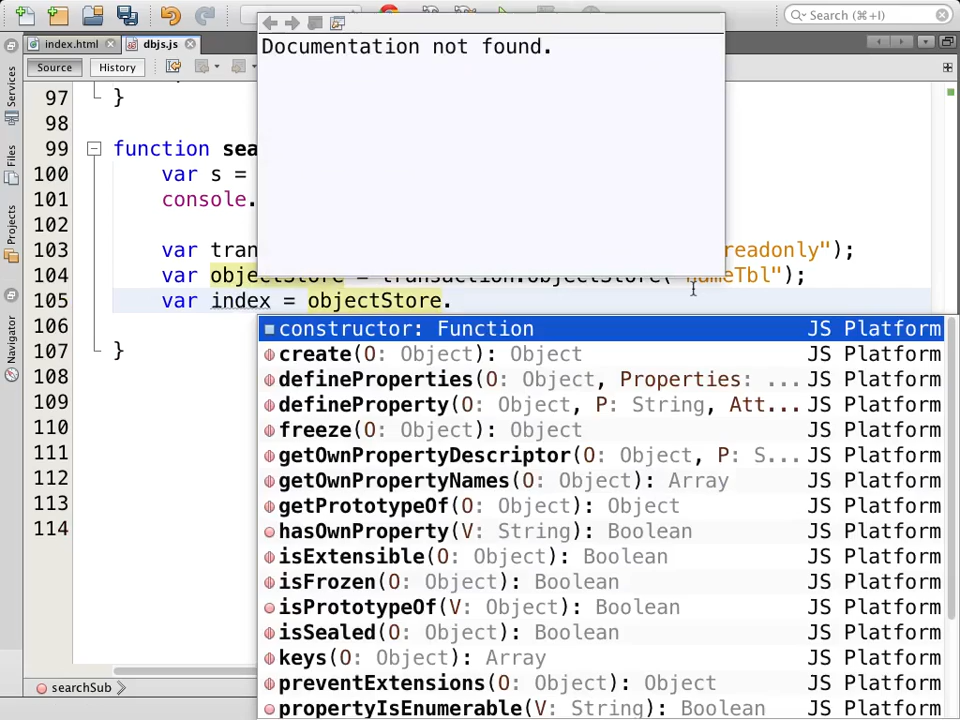 Search (⌘+I)
index.html
dbjs.js
Documentation not found.
Source
History
Services
Files
Projects
Navigator
97 }
98
99 function sea
100 var s =
101 console.
102
103 var tran readonly");
104 var objectStore = transaction.objectStore("nameTbl");
105 var index = objectStore.
106
107 }
108
109
110
111
112
113
114
constructor: Function JS Platform
create(O: Object): Object JS Platform
defineProperties(O: Object, Properties: ... JS Platform
defineProperty(O: Object, P: String, Att... JS Platform
freeze(O: Object): Object JS Platform
getOwnPropertyDescriptor(O: Object, P: S... JS Platform
getOwnPropertyNames(O: Object): Array JS Platform
getPrototypeOf(O: Object): Object JS Platform
hasOwnProperty(V: String): Boolean JS Platform
isExtensible(O: Object): Boolean JS Platform
isFrozen(O: Object): Boolean JS Platform
isPrototypeOf(V: Object): Boolean JS Platform
isSealed(O: Object): Boolean JS Platform
keys(O: Object): Array JS Platform
preventExtensions(O: Object): Object JS Platform
propertyIsEnumerable(V: String): Boolean JS Platform
searchSub